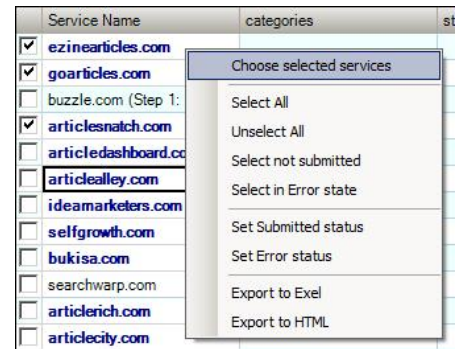 Service Name categories st
ezinearticles.com
goarticles.com
Choose selected services
buzzle.com (Step 1:
Select All
articlesnatch.com
Unselect All
articledashboard.co
Select not submitted
articlealley.com
Select in Error state
ideamarketers.com
selfgrowth.com
Set Submitted status
bukisa.com
Set Error status
searchwarp.com
articlerich.com
Export to Exel
articlecity.com
Export to HTML